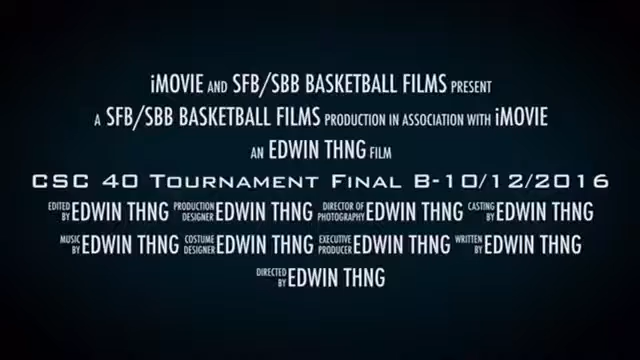 iMOVIE AND SFB/SBB BASKETBALL FILMS PRESENT
A SFB/SBB BASKETBALL FILMS PRODUCTION IN ASSOCIATION WITH iMOVIE
AN EDWIN THNG FILM
CSC 40 TOURNAMENT FINAL B-10/12/2016
EDITED BY EDWIN THNG PRODUCTION DESIGNER EDWIN THNG DIRECTOR OF PHOTOGRAPHY EDWIN THNG CASTING BY EDWIN THNG
MUSIC BY EDWIN THNG COSTUME DESIGNER EDWIN THNG EXECUTIVE PRODUCER EDWIN THNG WRITTEN BY EDWIN THNG
DIRECTED BY EDWIN THNG